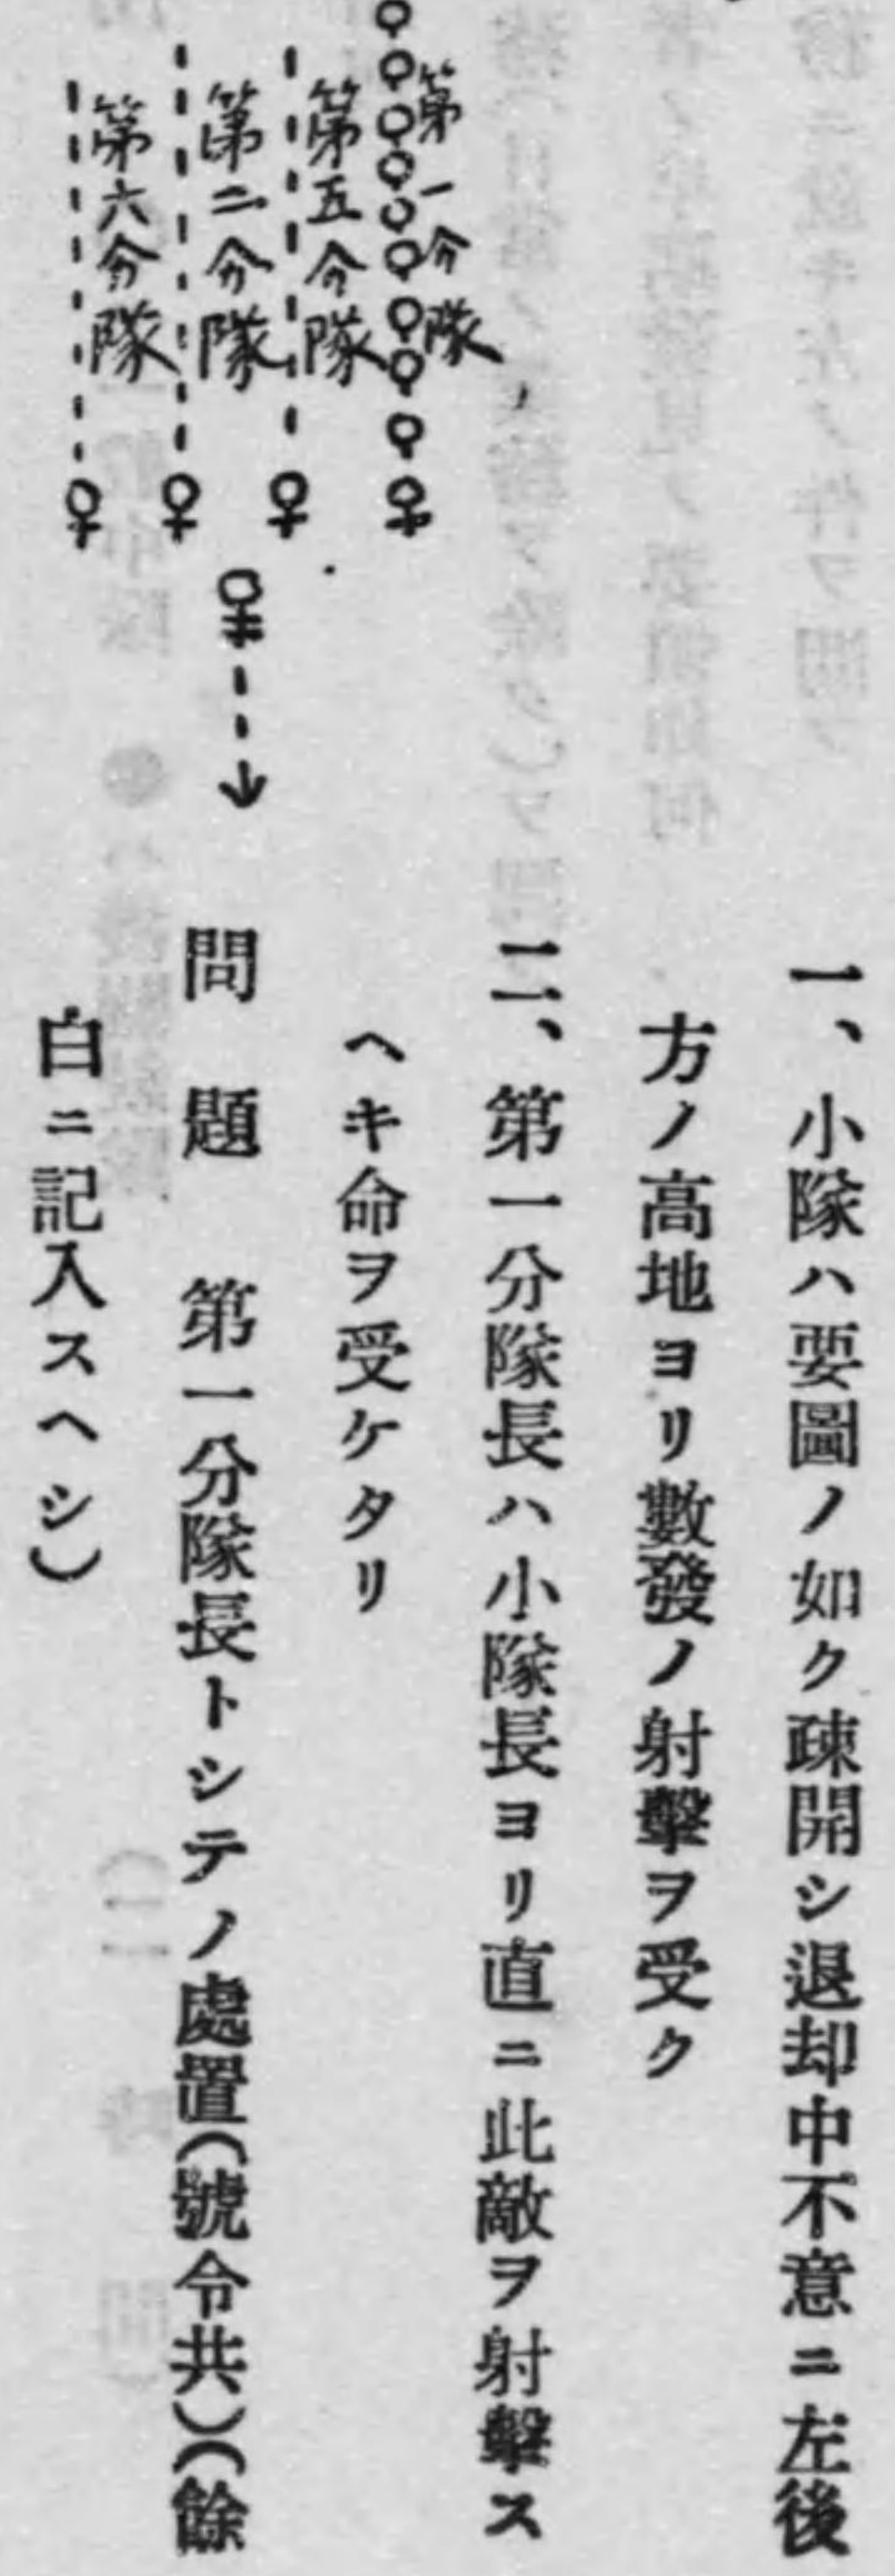 一、小隊ハ要圖ノ如ク疎開シ退却中不意ニ左後
方ノ高地ヨリ數發ノ射擊ヲ受ク
二、第一分隊長ハ小隊長ヨリ直ニ此敵ヲ射擊ス
ヘキ命ヲ受ケタリ
問題 第一分隊長トシテノ處置(號令共)(餘
白ニ記入スヘシ)
第一分隊
第五分隊
第二分隊
第六分隊